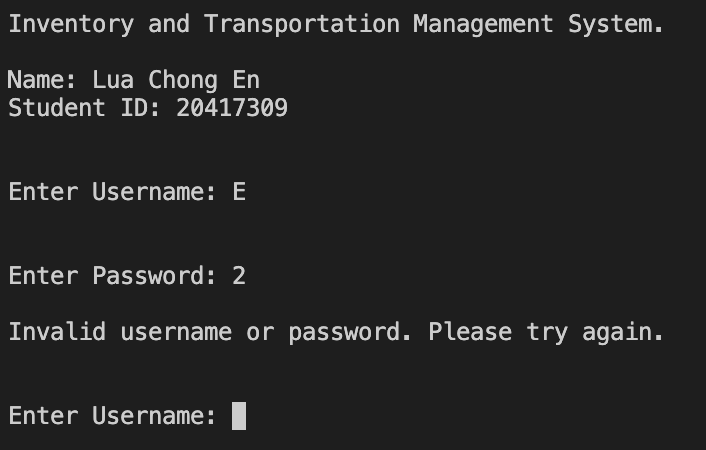 Inventory and Transportation Management System.
Name: Lua Chong En
Student ID: 20417309
Enter Username: E
Enter Password: 2
Invalid username or password. Please try again.
Enter Username: